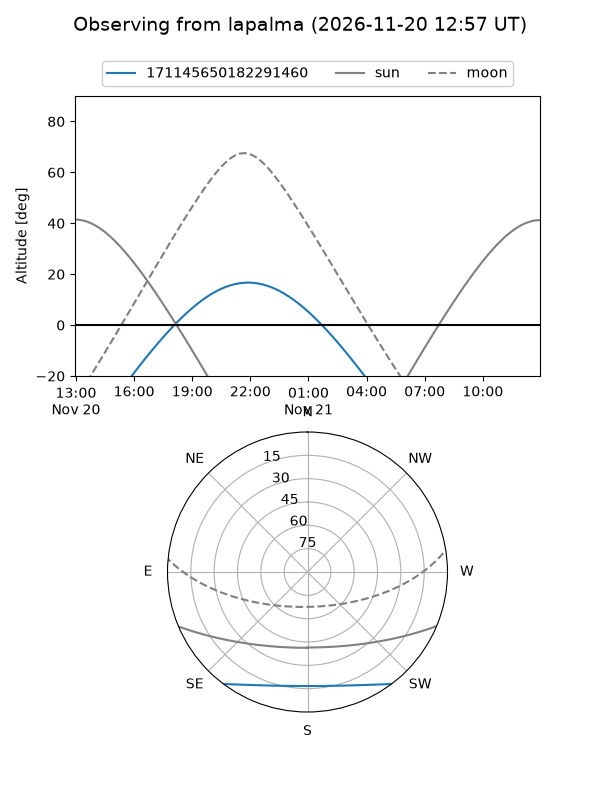 Observing from lapalma (2026-11-20 12:57 UT)
171145650182291460 sun moon
Altitude [deg]
80
60
40
20
0
−20
13:00 16:00 19:00 22:00 01:00 04:00 07:00 10:00
Nov 20 Nov 21
N
NE NW
15
30
45
60
75
E W
SE SW
S